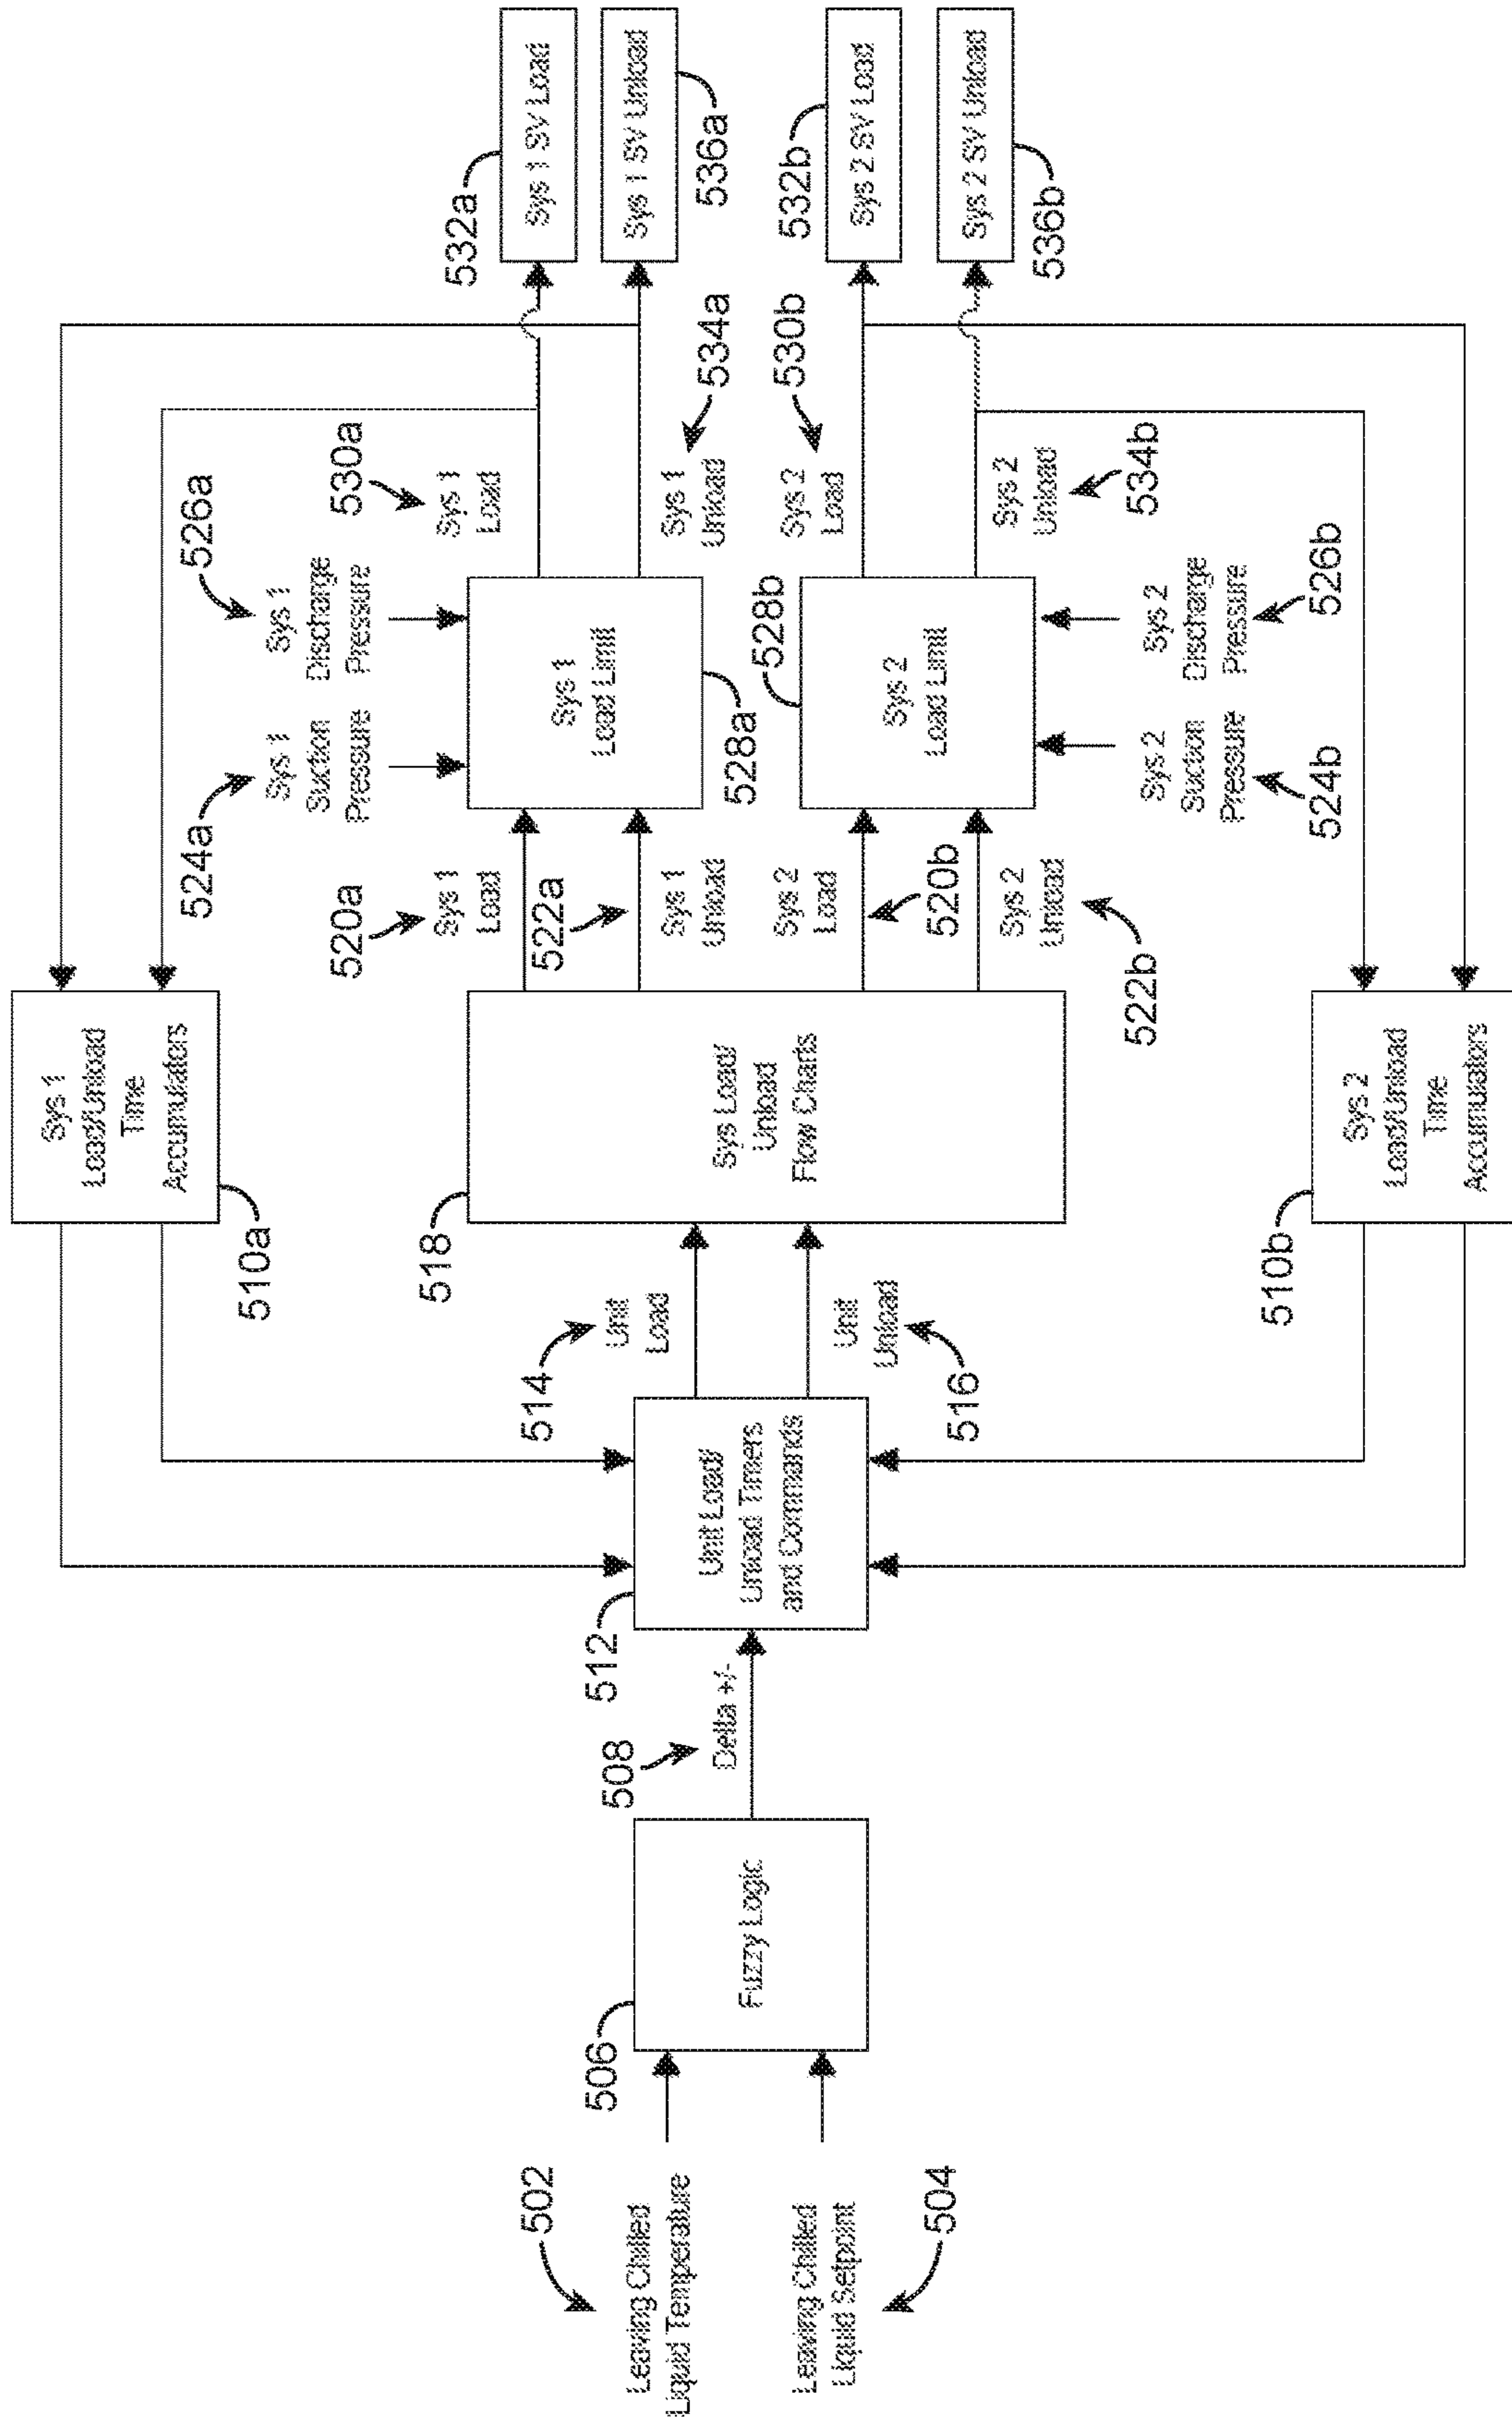 502
Leaving Chilled
Liquid Temperature
Leaving Chilled
Liquid Setpoint
504
506
Fuzzy Logic
508
Delta +/-
512
Unit Load/
Unload Timers
and Commands
514
Unit
Load
Unit
Unload
516
Sys 1
Load/Unload
Time
Accumulators
510a
518
Sys Load/
Unload
Flow Charts
510b
Sys 2
Load/Unload
Time
Accumulators
520a
Sys 1
Load
522a
Sys 1
Unload
Sys 2
Load
520b
Sys 2
Unload
522b
524a
Sys 1
Suction
Pressure
526a
Sys 1
Discharge
Pressure
Sys 1
Load Limit
528a
528b
Sys 2
Load Limit
Sys 2
Suction
Pressure
524b
Sys 2
Discharge
Pressure
526b
530a
Sys 1
Load
Sys 1
Unload
534a
530b
Sys 2
Load
Sys 2
Unload
534b
532a
Sys 1 SV Load
Sys 1 SV Unload
536a
532b
Sys 2 SV Load
Sys 2 SV Unload
536b